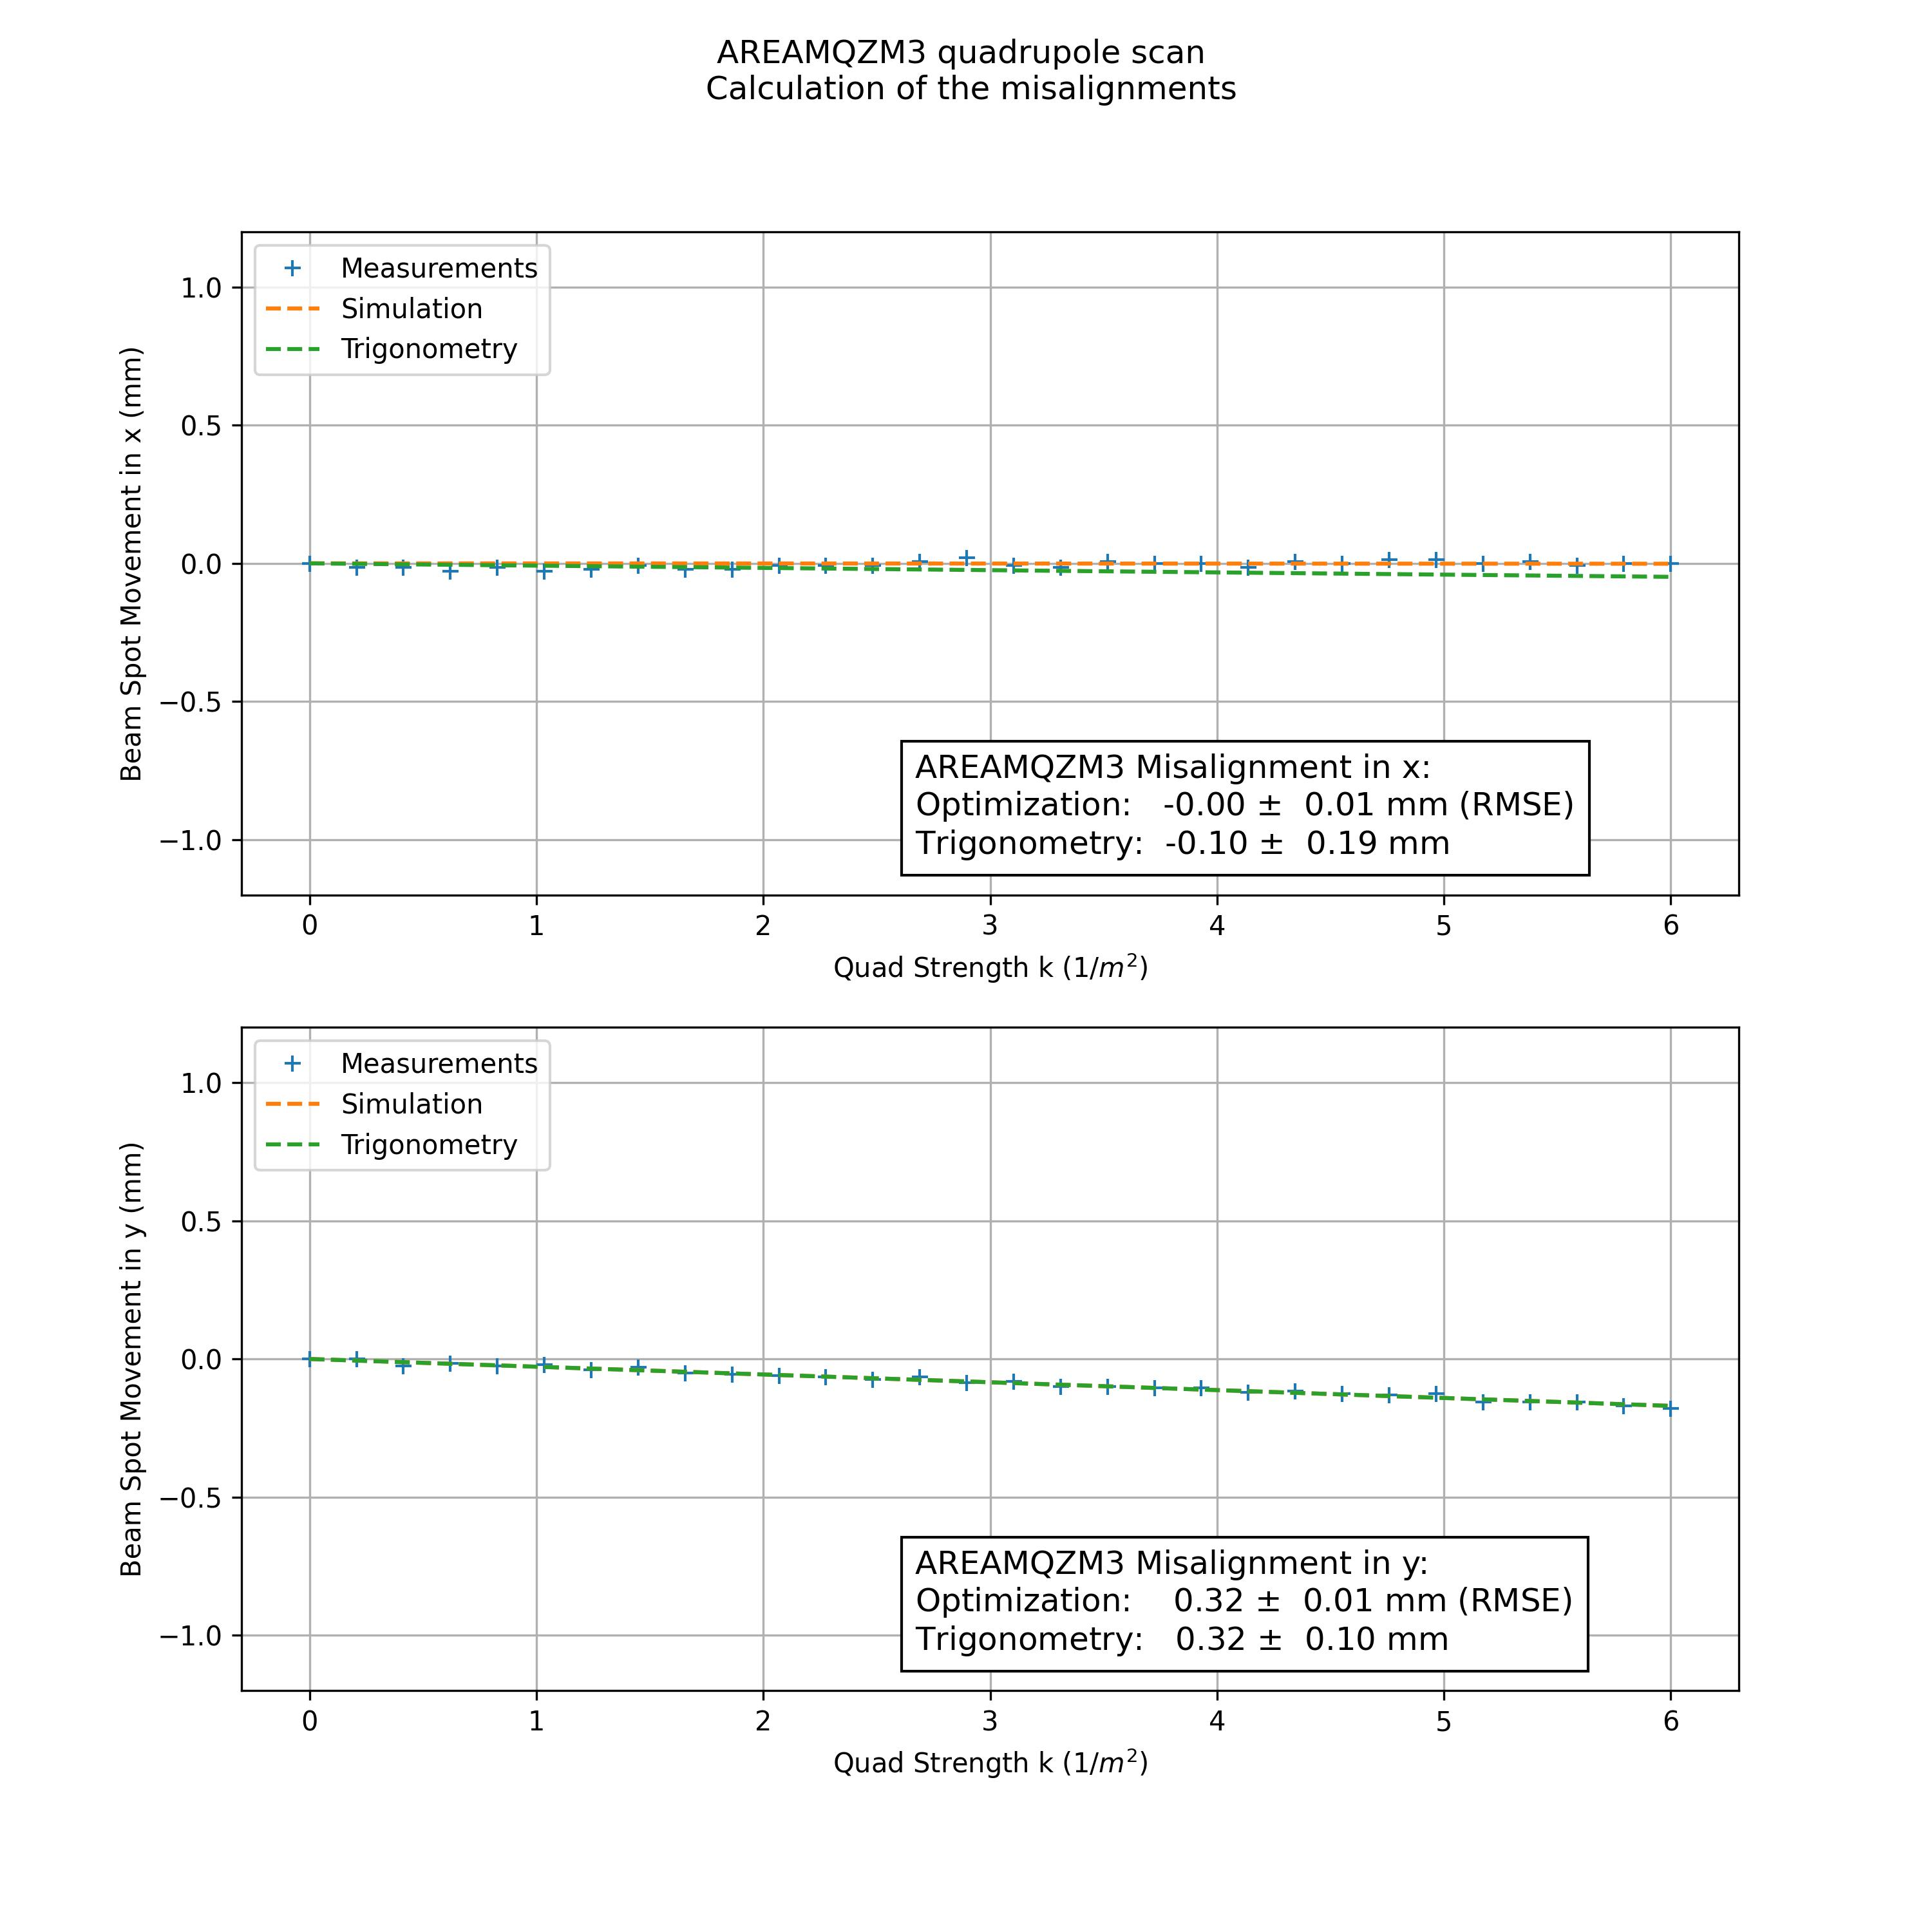 AREAMQZM3 quadrupole scan
Calculation of the misalignments
Measurements
Simulation
Trigonometry
1.0
0.5
0.0
−0.5
−1.0
Beam Spot Movement in x (mm)
AREAMQZM3 Misalignment in x:
Optimization: -0.00 ± 0.01 mm (RMSE)
Trigonometry: -0.10 ± 0.19 mm
0 1 2 3 4 5 6
Quad Strength k (1/m²)
Measurements
Simulation
Trigonometry
1.0
0.5
0.0
−0.5
−1.0
Beam Spot Movement in y (mm)
AREAMQZM3 Misalignment in y:
Optimization: 0.32 ± 0.01 mm (RMSE)
Trigonometry: 0.32 ± 0.10 mm
0 1 2 3 4 5 6
Quad Strength k (1/m²)